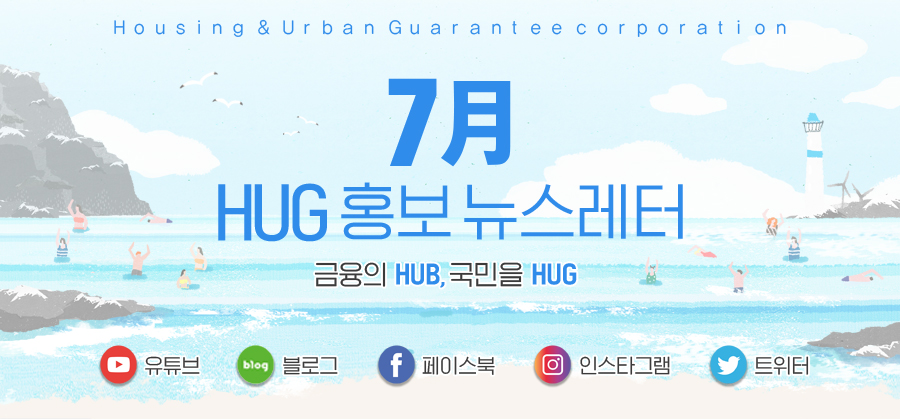 Housing & Urban Guarantee corporation
7月
HUG 홍보 뉴스레터
금융의 HUB, 국민을 HUG
유튜브 blog 블로그 f 페이스북 인스타그램 트위터